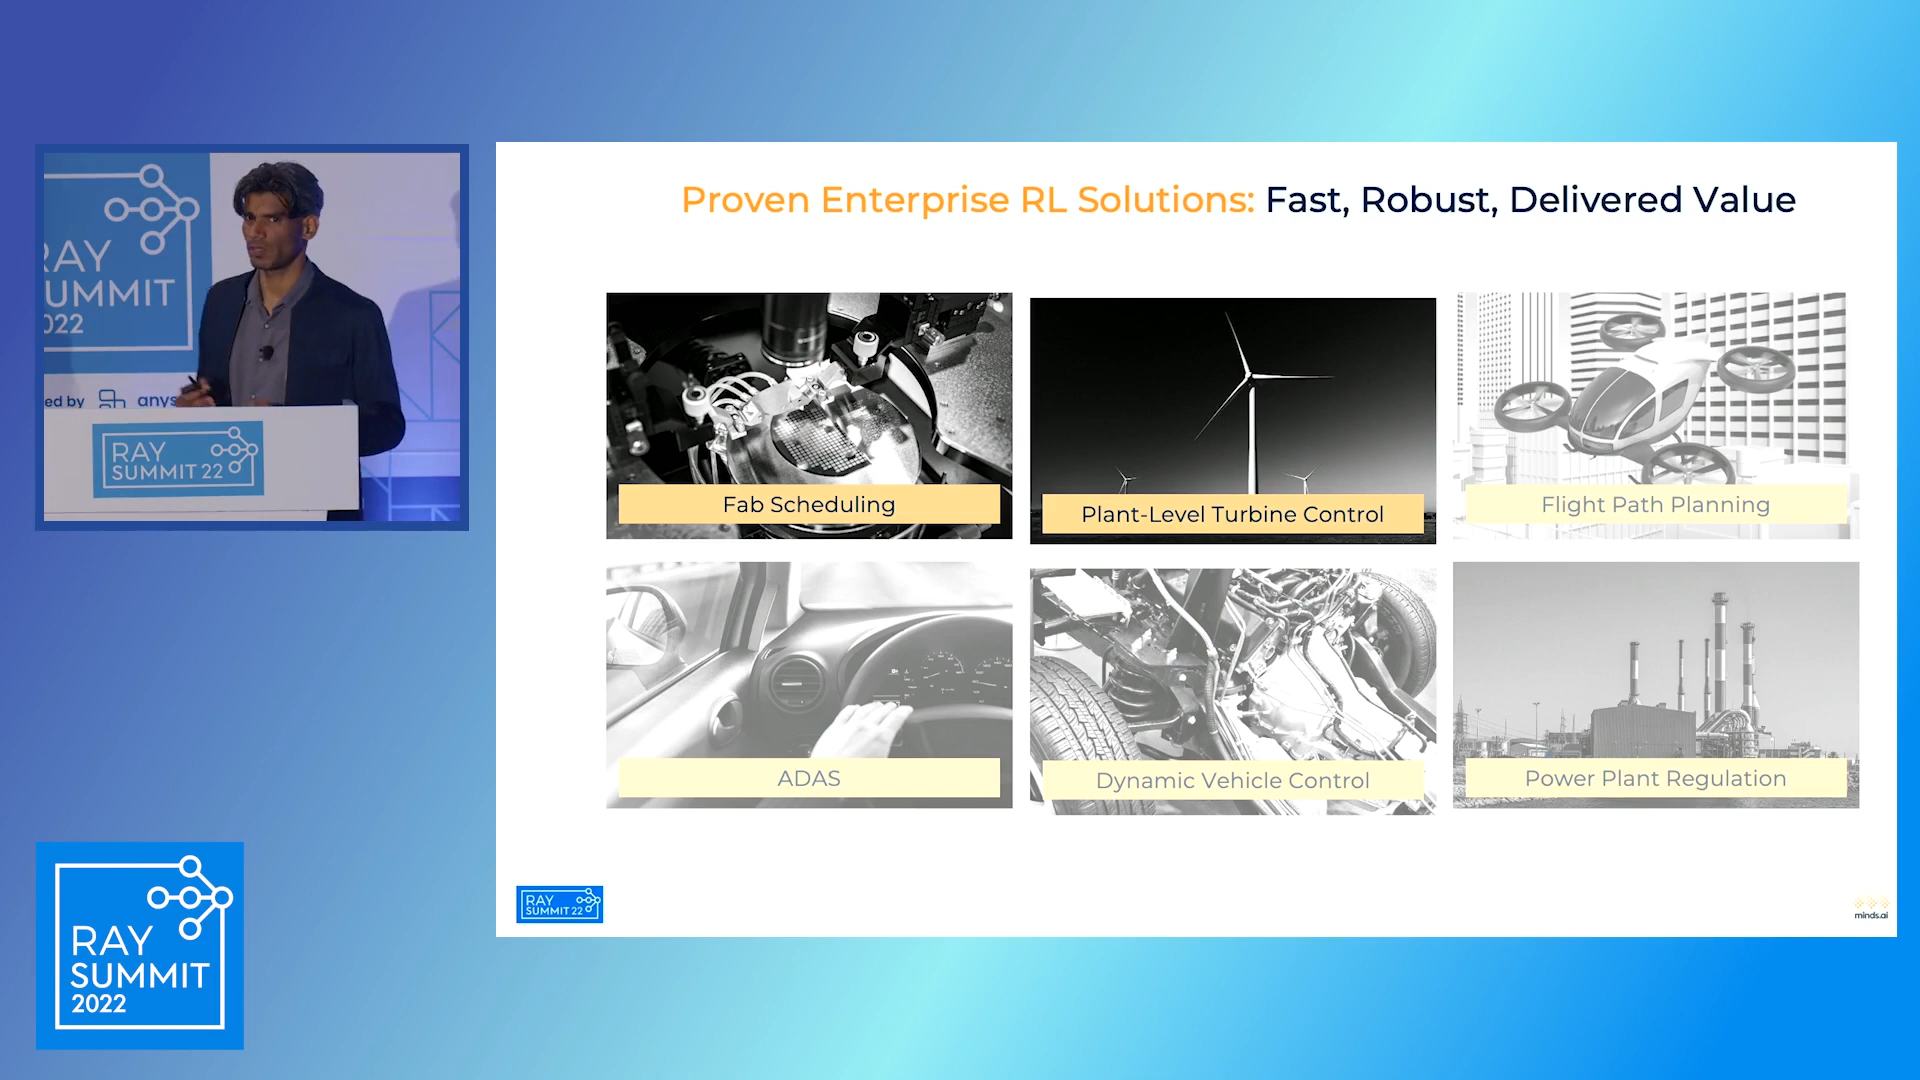 RAY
SUMMIT
2022
ed by
RAY
SUMMIT 22
RAY
SUMMIT
2022
Proven Enterprise RL Solutions: Fast, Robust, Delivered Value
Fab Scheduling
Plant-Level Turbine Control
Flight Path Planning
ADAS
Dynamic Vehicle Control
Power Plant Regulation
RAY
SUMMIT 22
minds.ai